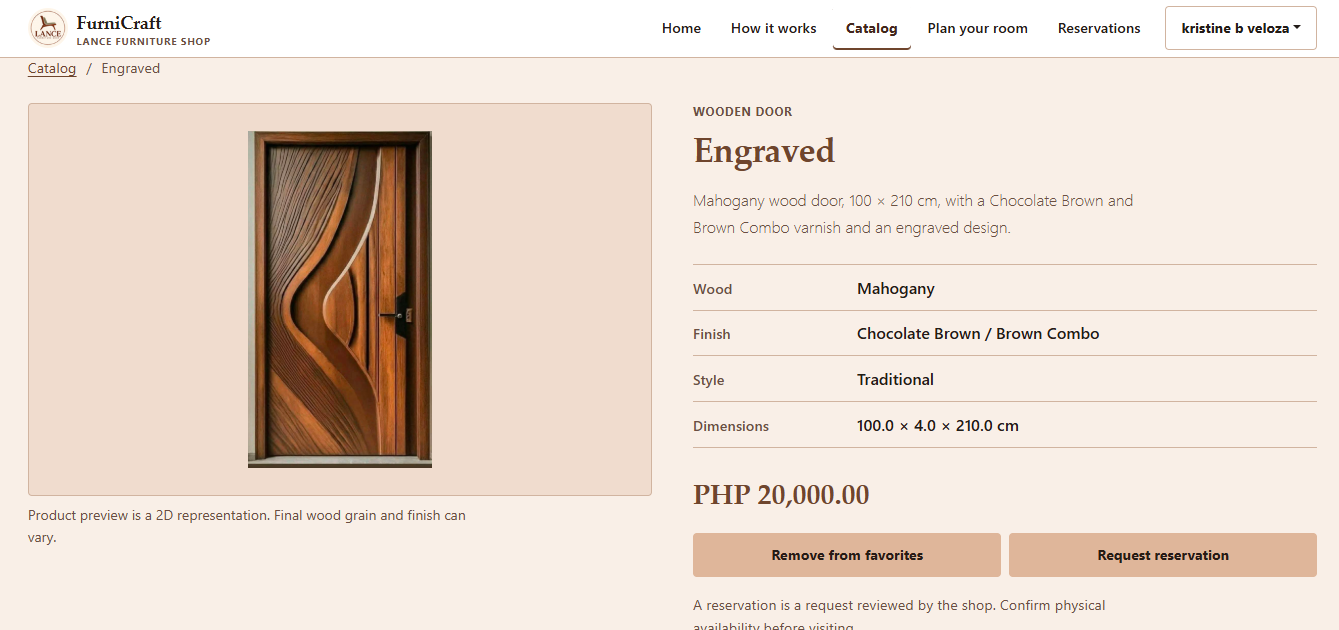 LANCE
FurniCraft
LANCE FURNITURE SHOP
Home
How it works
Catalog
Plan your room
Reservations
kristine b veloza
Catalog / Engraved
WOODEN DOOR
Engraved
Mahogany wood door, 100 × 210 cm, with a Chocolate Brown and
Brown Combo varnish and an engraved design.
Wood Mahogany
Finish Chocolate Brown / Brown Combo
Style Traditional
Dimensions 100.0 × 4.0 × 210.0 cm
PHP 20,000.00
Remove from favorites
Request reservation
A reservation is a request reviewed by the shop. Confirm physical
availability before visiting.
Product preview is a 2D representation. Final wood grain and finish can
vary.